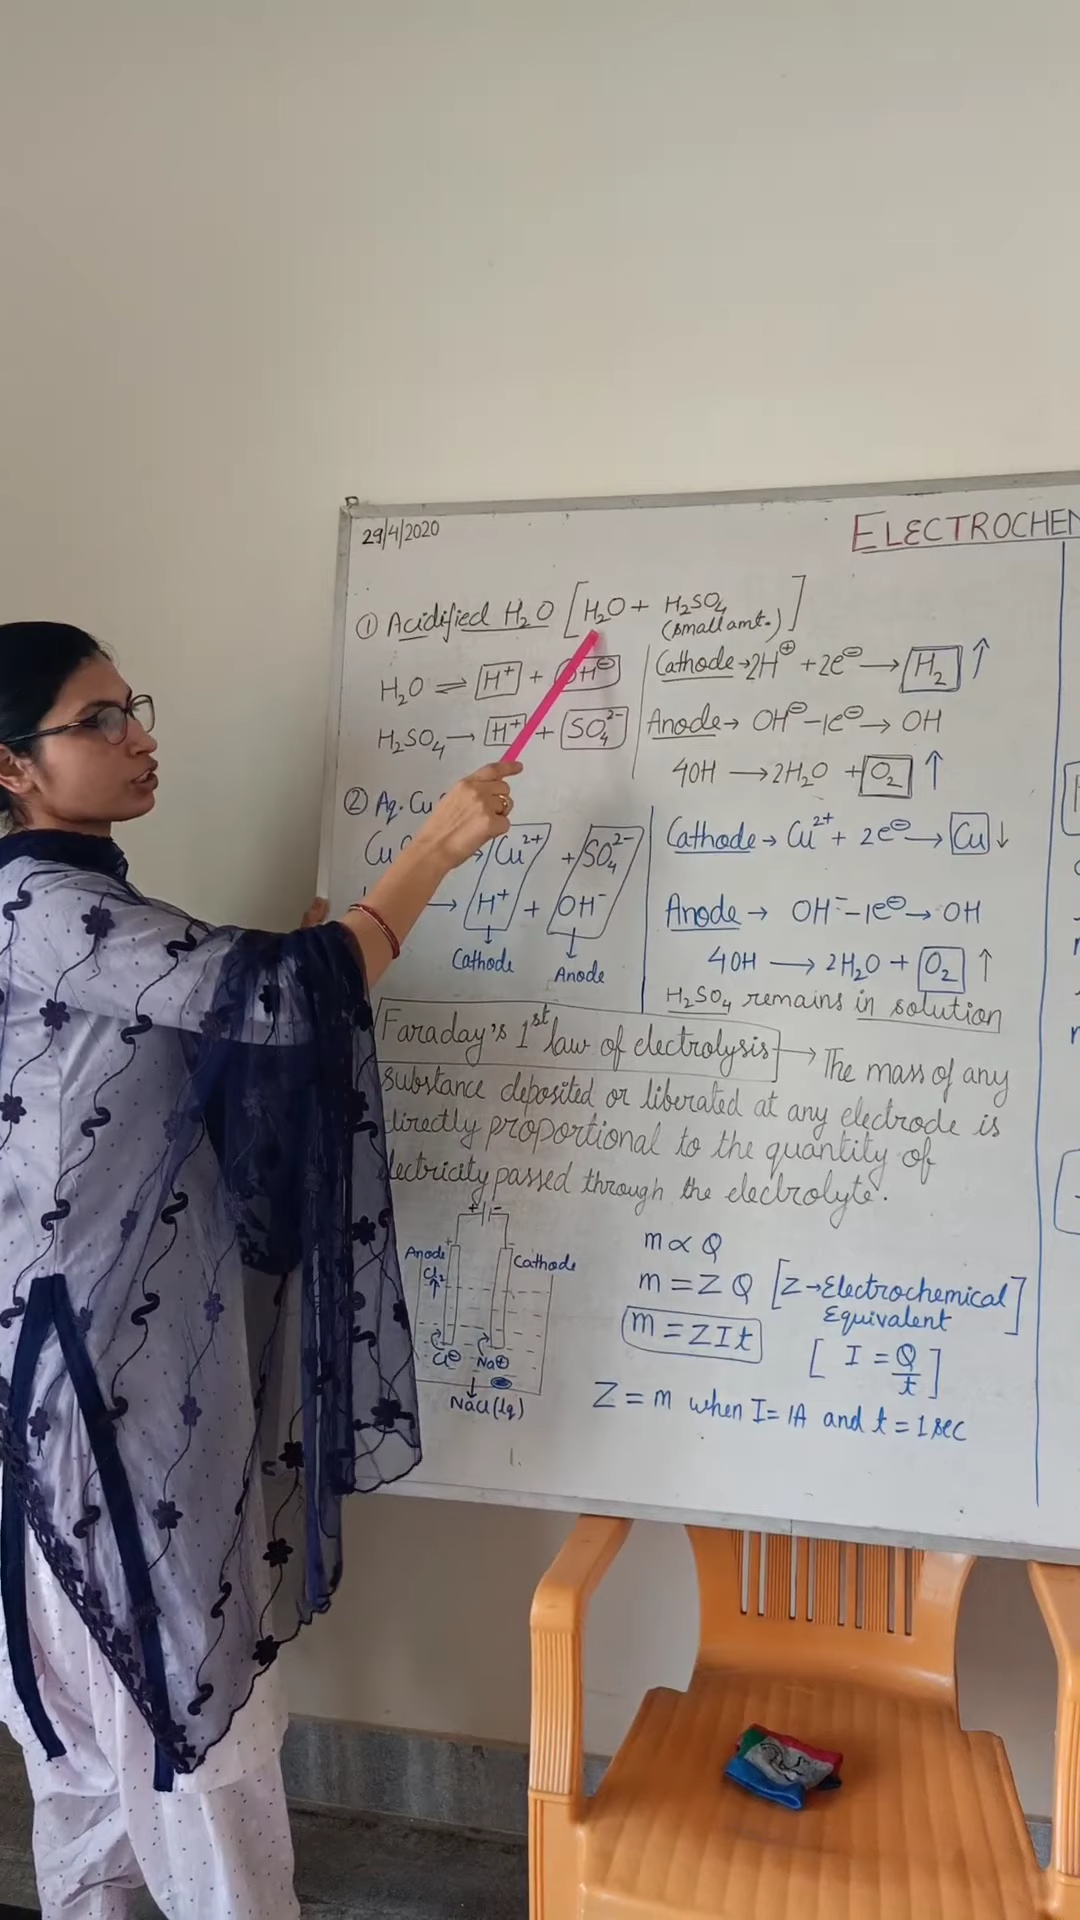 29/4/2020
ELECTROCHEM
① Acidified H₂O [H₂O + H₂SO₄ (small amt.)]
H₂O ⇌ H⁺ + OH⊖
H₂SO₄ → H⁺ + SO₄²⁻
Cathode → 2H⊕ + 2e⊖ → H₂ ↑
Anode → OH⊖ - 1e⊖ → OH
4OH → 2H₂O + O₂ ↑
② Aq. Cu
Cu → Cu²⁺ + SO₄²⁻
→ H⁺ + OH⁻
Cathode Anode
Cathode → Cu²⁺ + 2e⊖ → Cu ↓
Anode → OH⁻ - 1e⊖ → OH
4OH → 2H₂O + O₂ ↑
H₂SO₄ remains in solution
Faraday's 1st law of electrolysis → The mass of any
substance deposited or liberated at any electrode is
directly proportional to the quantity of
electricity passed through the electrolyte.
+ -
Anode Cathode
Cl₂ ↑
Cl⊖ Na⊕
NaCl (aq)
m ∝ Q
m = Z Q [Z → Electrochemical Equivalent]
m = Z I t
[I = Q/t]
Z = m when I = 1A and t = 1 sec